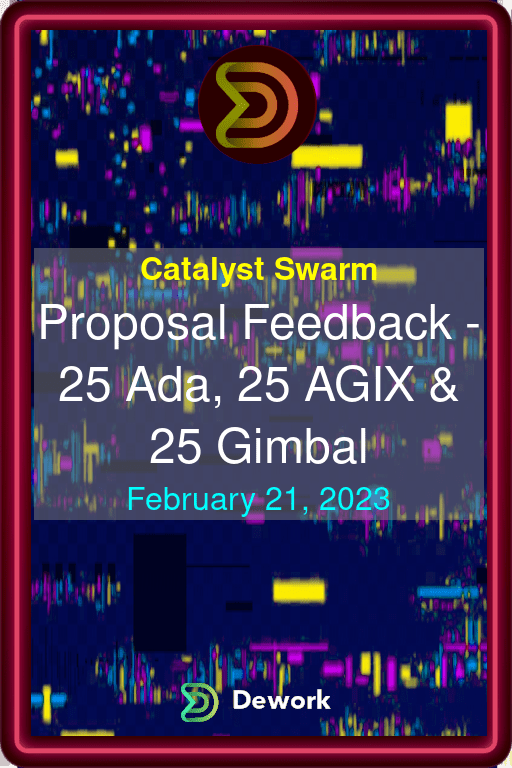 Catalyst Swarm
Proposal Feedback -
25 Ada, 25 AGIX &
25 Gimbal
February 21, 2023
Dework